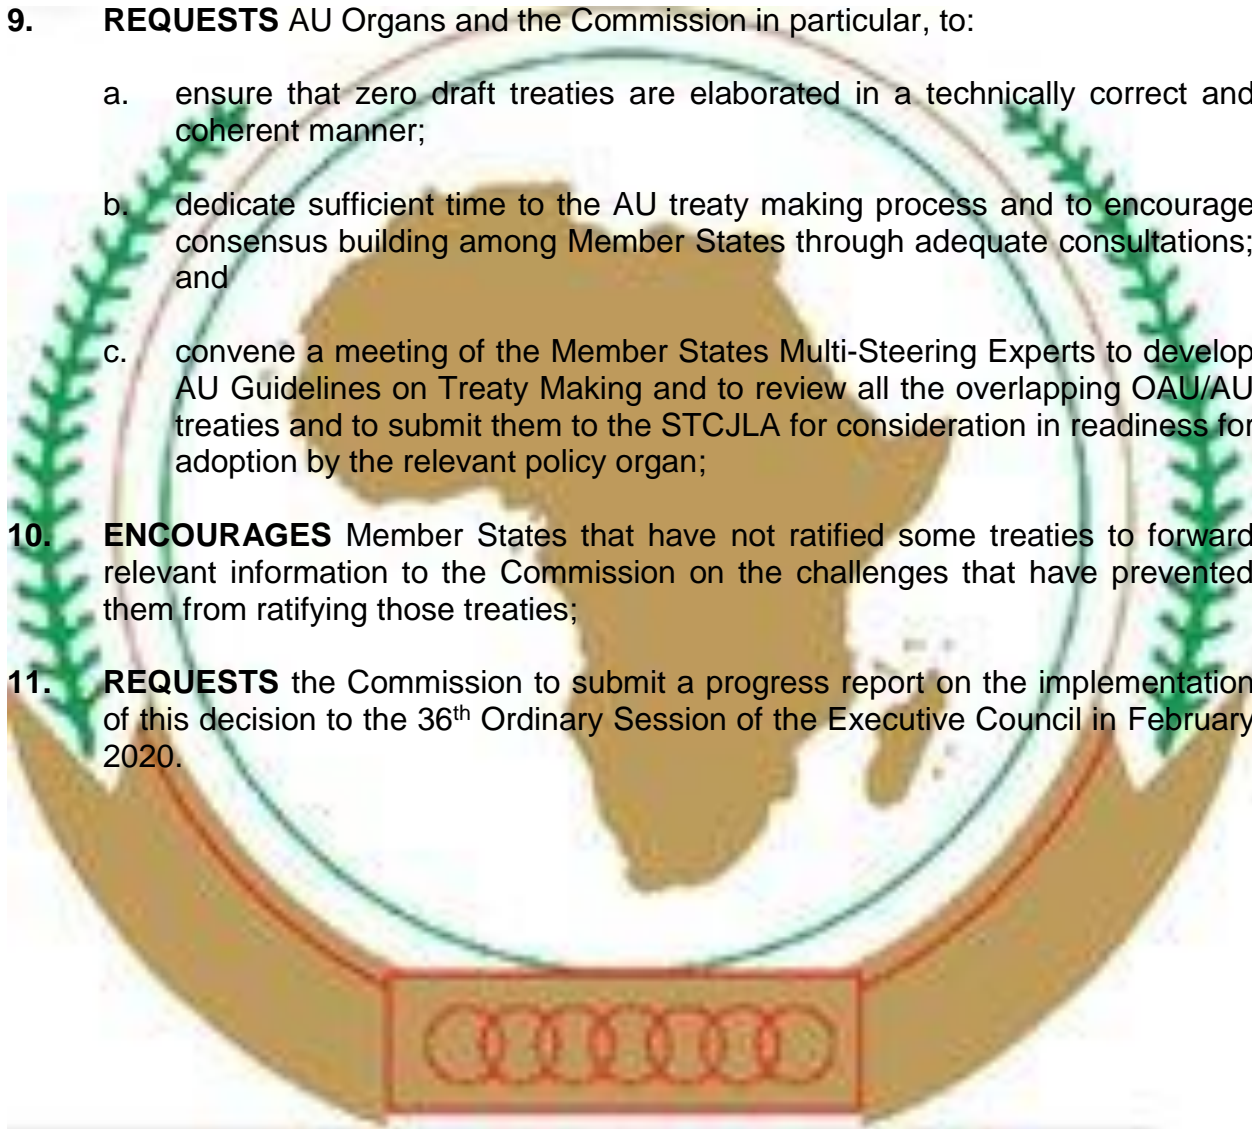 9. REQUESTS AU Organs and the Commission in particular, to:
a. ensure that zero draft treaties are elaborated in a technically correct and
coherent manner;
b. dedicate sufficient time to the AU treaty making process and to encourage
consensus building among Member States through adequate consultations;
and
c. convene a meeting of the Member States Multi-Steering Experts to develop
AU Guidelines on Treaty Making and to review all the overlapping OAU/AU
treaties and to submit them to the STCJLA for consideration in readiness for
adoption by the relevant policy organ;
10. ENCOURAGES Member States that have not ratified some treaties to forward
relevant information to the Commission on the challenges that have prevented
them from ratifying those treaties;
11. REQUESTS the Commission to submit a progress report on the implementation
of this decision to the 36th Ordinary Session of the Executive Council in February
2020.